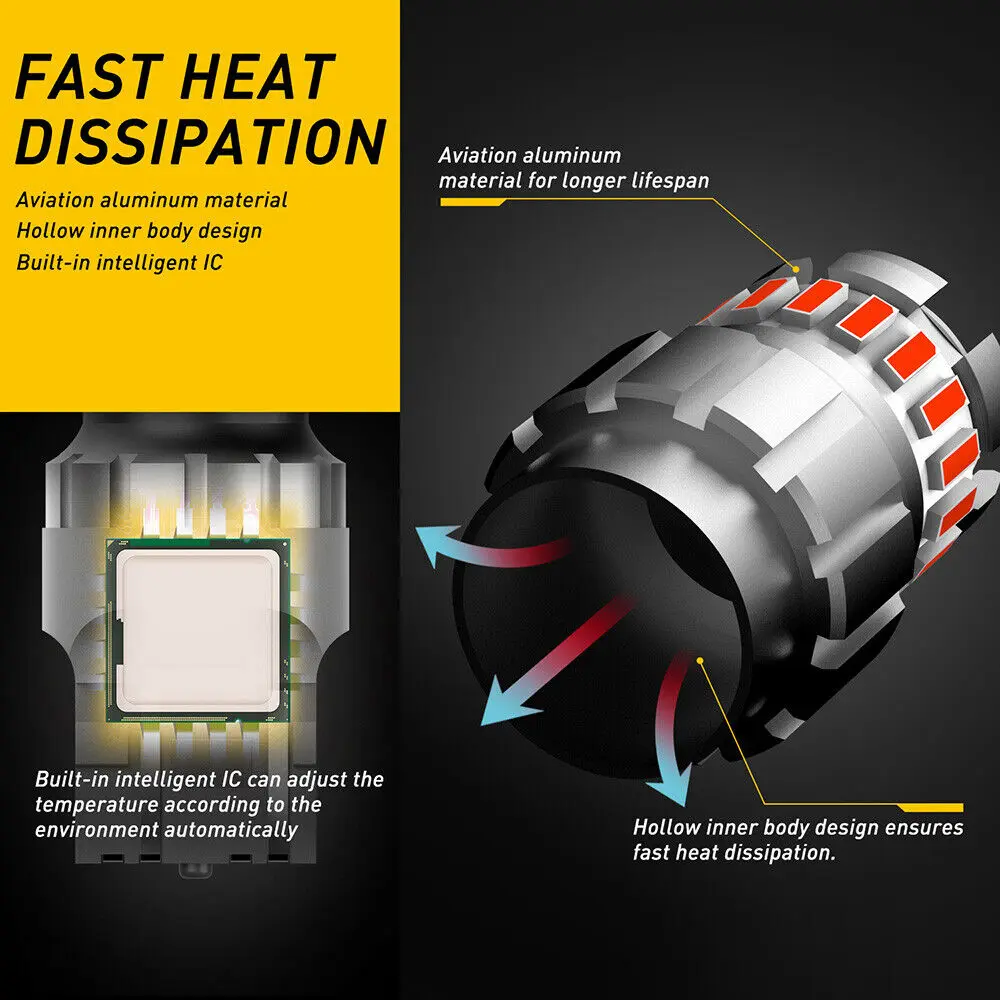 FAST HEAT
DISSIPATION
Aviation aluminum material
Hollow inner body design
Built-in intelligent IC
Aviation aluminum
material for longer lifespan
Built-in intelligent IC can adjust the
temperature according to the
environment automatically
Hollow inner body design ensures
fast heat dissipation.